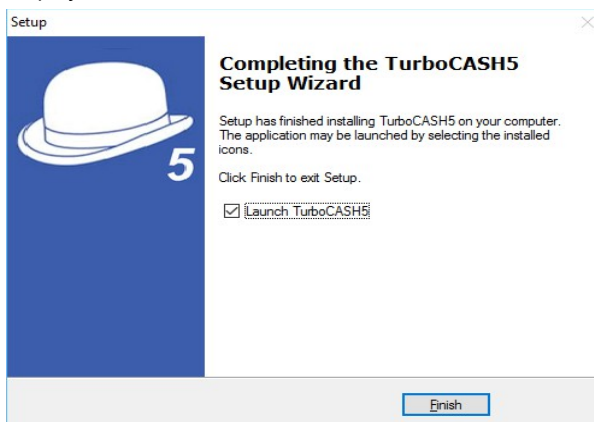 Setup
Completing the TurboCASH5
Setup Wizard
Setup has finished installing TurboCASH5 on your computer.
The application may be launched by selecting the installed
icons.
5
Click Finish to exit Setup.
Launch TurboCASH5
Finish